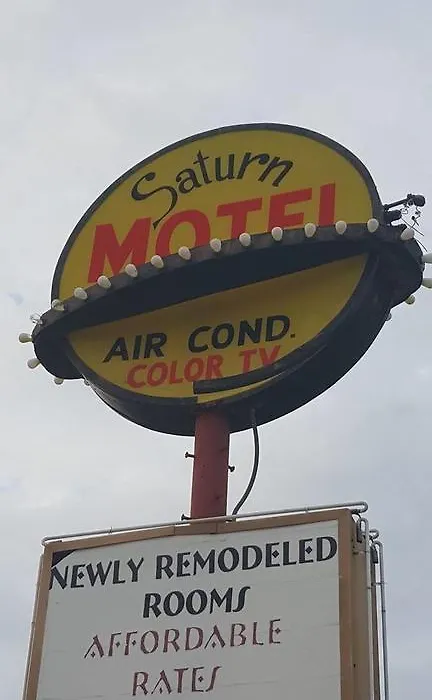 Saturn
MOTEL
AIR COND.
COLOR TV
NEWLY REMODELED
ROOMS
AFFORDABLE
RATES